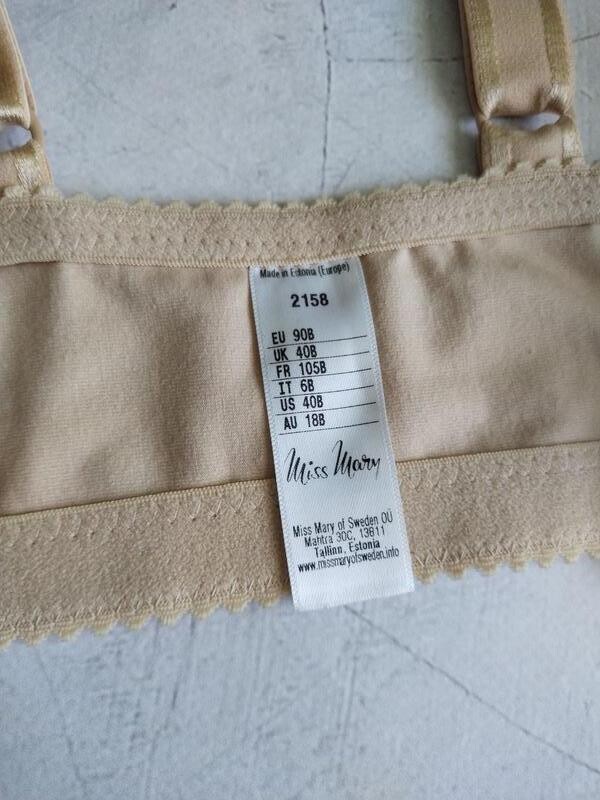 Made in Estonia (Europe)
2158
EU 90B
UK 40B
FR 105B
IT 6B
US 40B
AU 18B
Miss Mary
Miss Mary of Sweden OÜ
Mahtra 30C, 13811
Tallinn, Estonia
www.missmaryofsweden.info